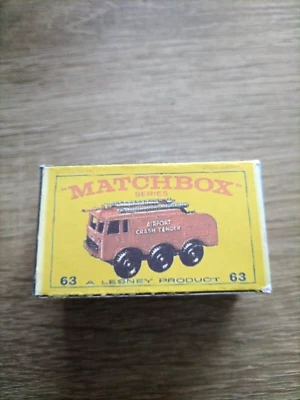 "MATCHBOX"
SERIES
AIRPORT
CRASH TENDER
63 A LESNEY PRODUCT 63